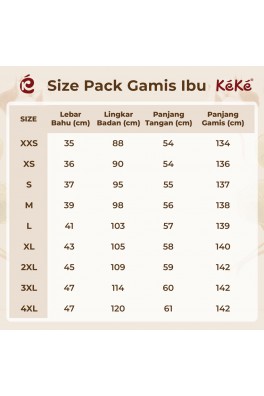 Size Pack Gamis Ibu KéKé
SIZE Lebar Bahu (cm) Lingkar Badan (cm) Panjang Tangan (cm) Panjang Gamis (cm)
XXS 35 88 54 134
XS 36 90 54 136
S 37 95 55 137
M 39 98 56 138
L 41 103 57 139
XL 43 105 58 140
2XL 45 109 59 142
3XL 47 114 60 142
4XL 47 120 61 142